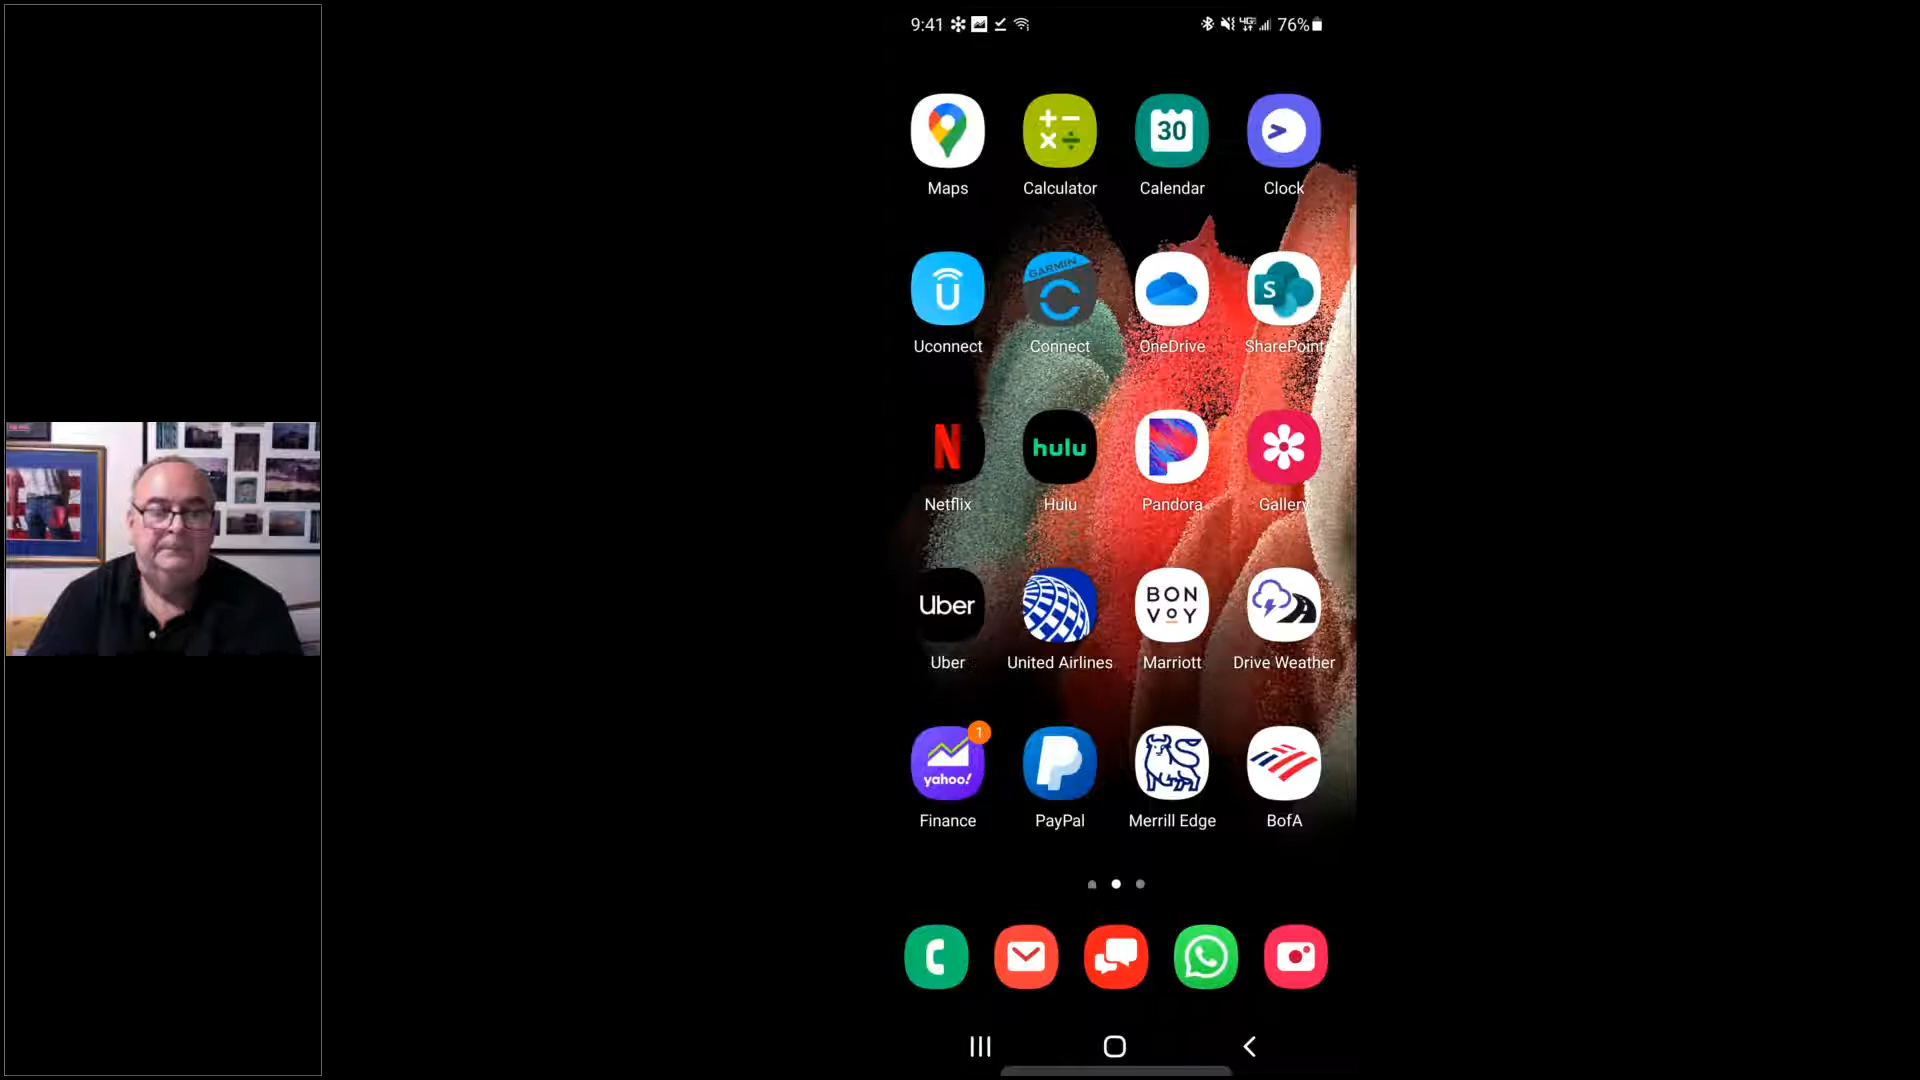 9:41
4G
76%
30
Maps
Calculator
Calendar
Clock
GARMIN
S
Uconnect
Connect
OneDrive
SharePoint
N
hulu
Netflix
Hulu
Pandora
Gallery
Uber
BON
VOY
Uber
United Airlines
Marriott
Drive Weather
1
yahoo!
Finance
PayPal
Merrill Edge
BofA